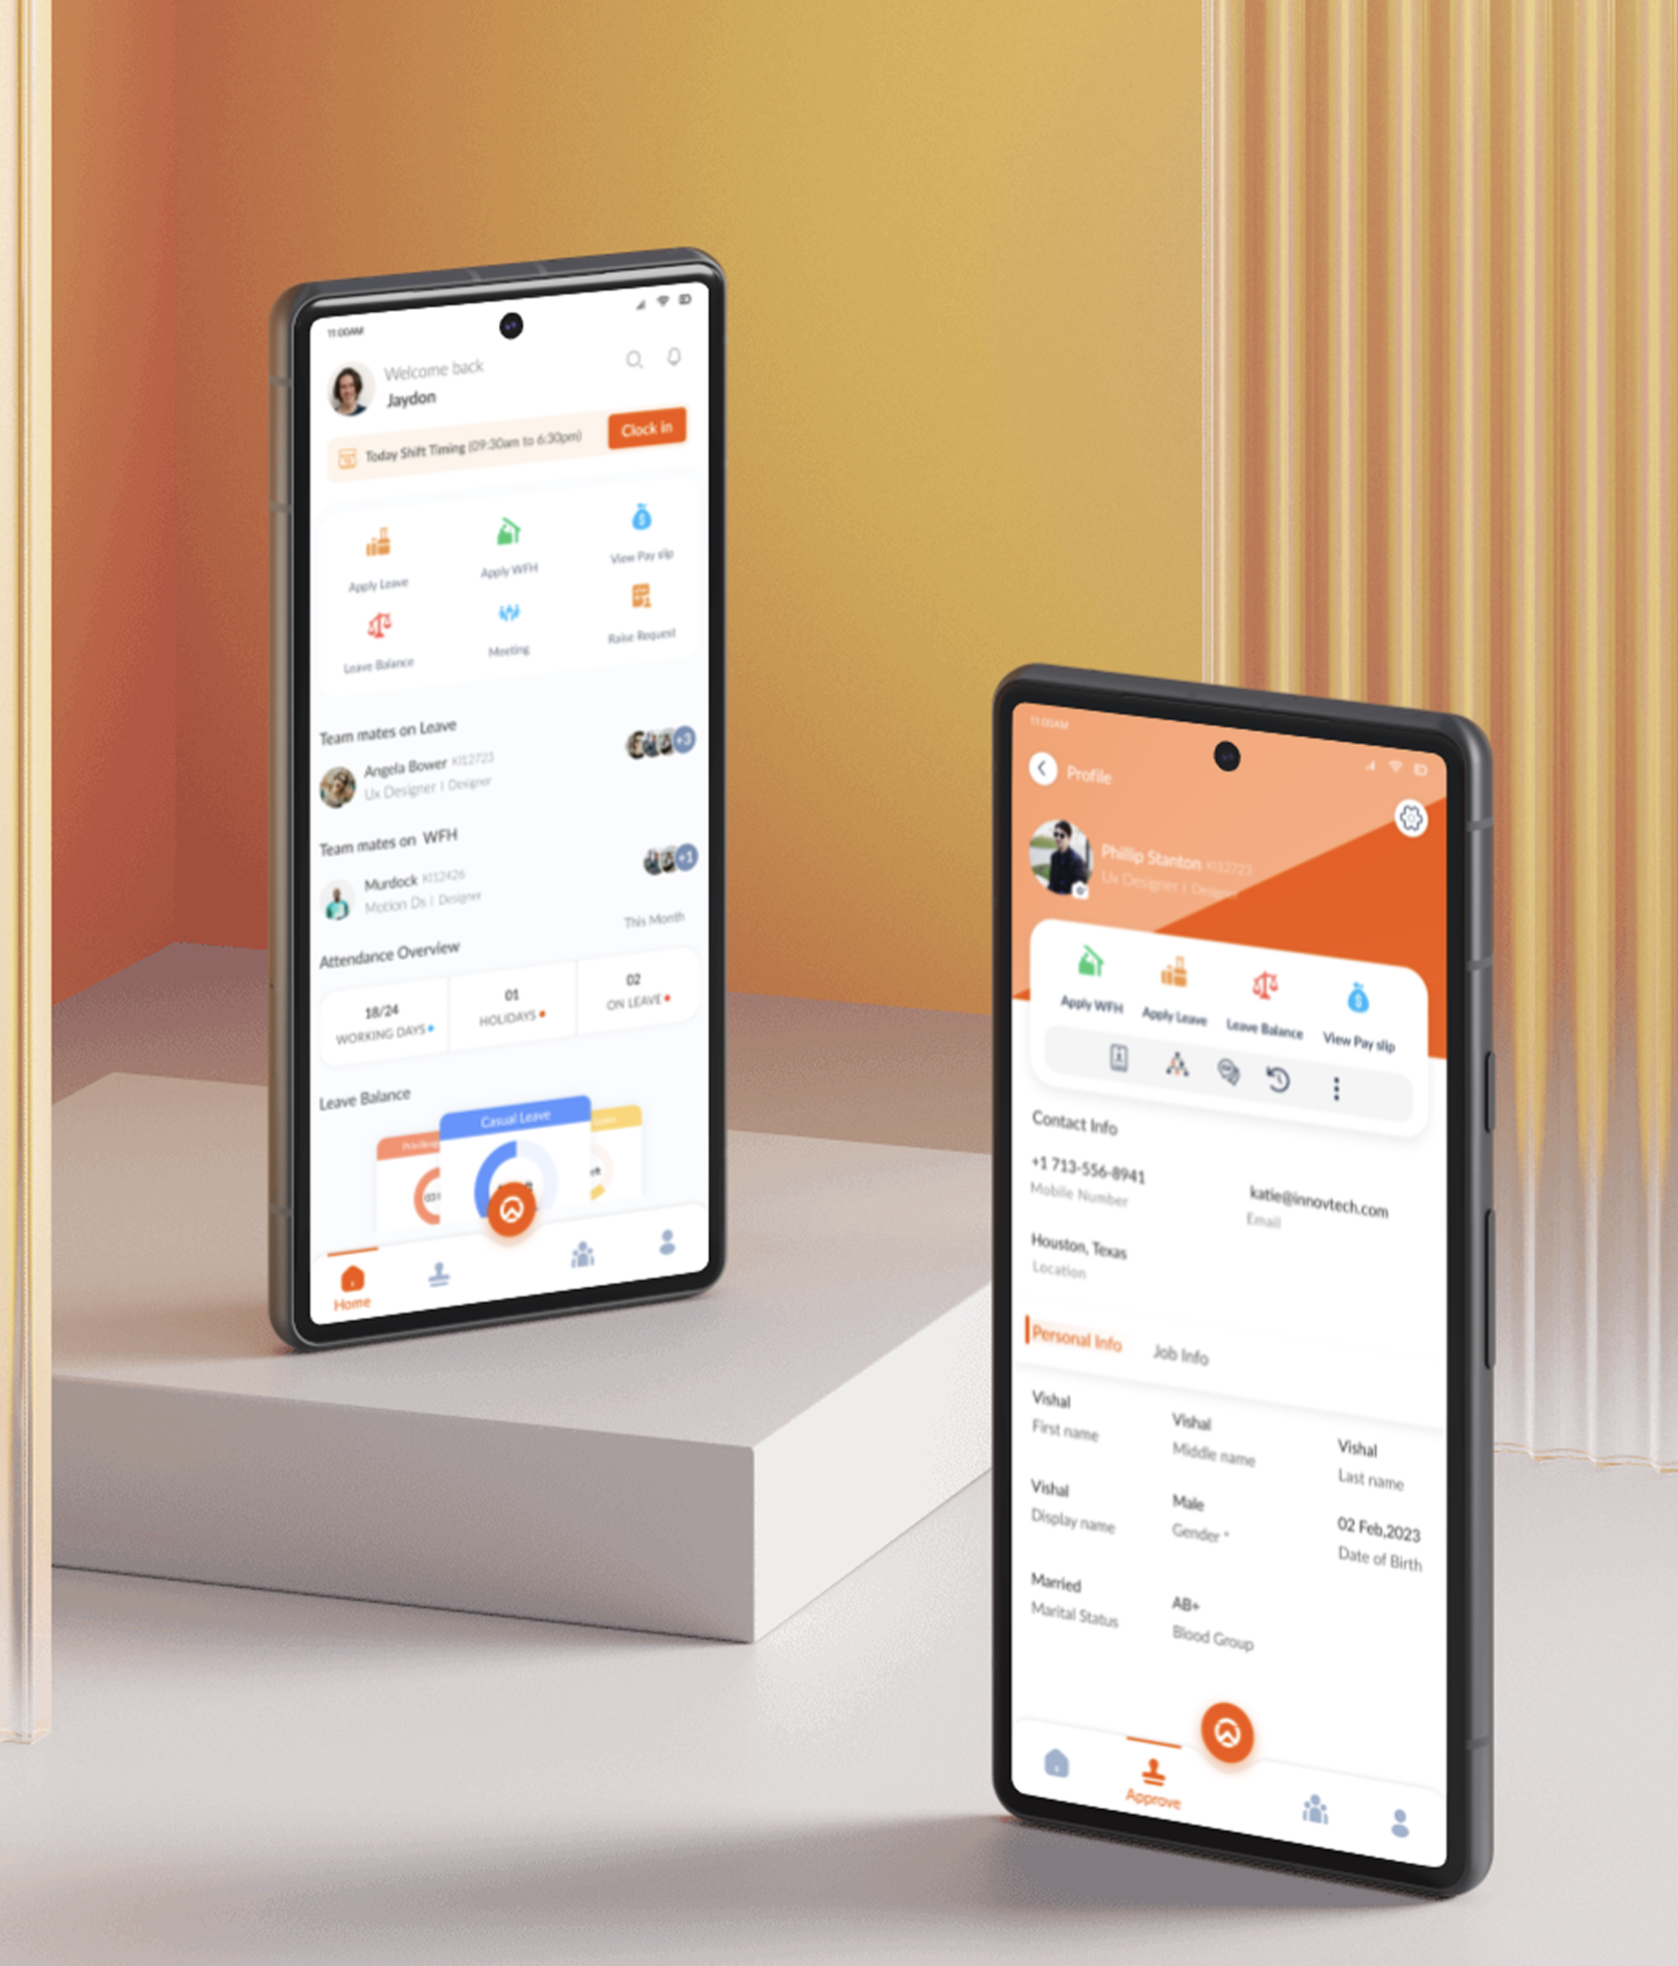 11:00AM
Welcome back
Jaydon
Today Shift Timing (09:30am to 6:30pm)
Clock in
Apply Leave
Apply WFH
View Pay slip
Leave Balance
Meeting
Raise Request
Team mates on Leave
Angela Bower KI12723
+3
Ux Designer I Designer
Team mates on WFH
Murdock KI12426
+1
Motion Ds I Designer
This Month
Attendance Overview
18/24
WORKING DAYS
01
HOLIDAYS
02
ON LEAVE
Leave Balance
Casual Leave
Home
11:00AM
Profile
Phillip Stanton KI12723
Ux Designer I Designer
Apply WFH
Apply Leave
Leave Balance
View Pay slip
Contact Info
+1 713-556-8941
Mobile Number
katie@innovtech.com
Email
Houston, Texas
Location
Personal Info
Job Info
Vishal
First name
Vishal
Middle name
Vishal
Last name
Vishal
Display name
Male
Gender *
02 Feb,2023
Date of Birth
Married
Marital Status
AB+
Blood Group
Approve